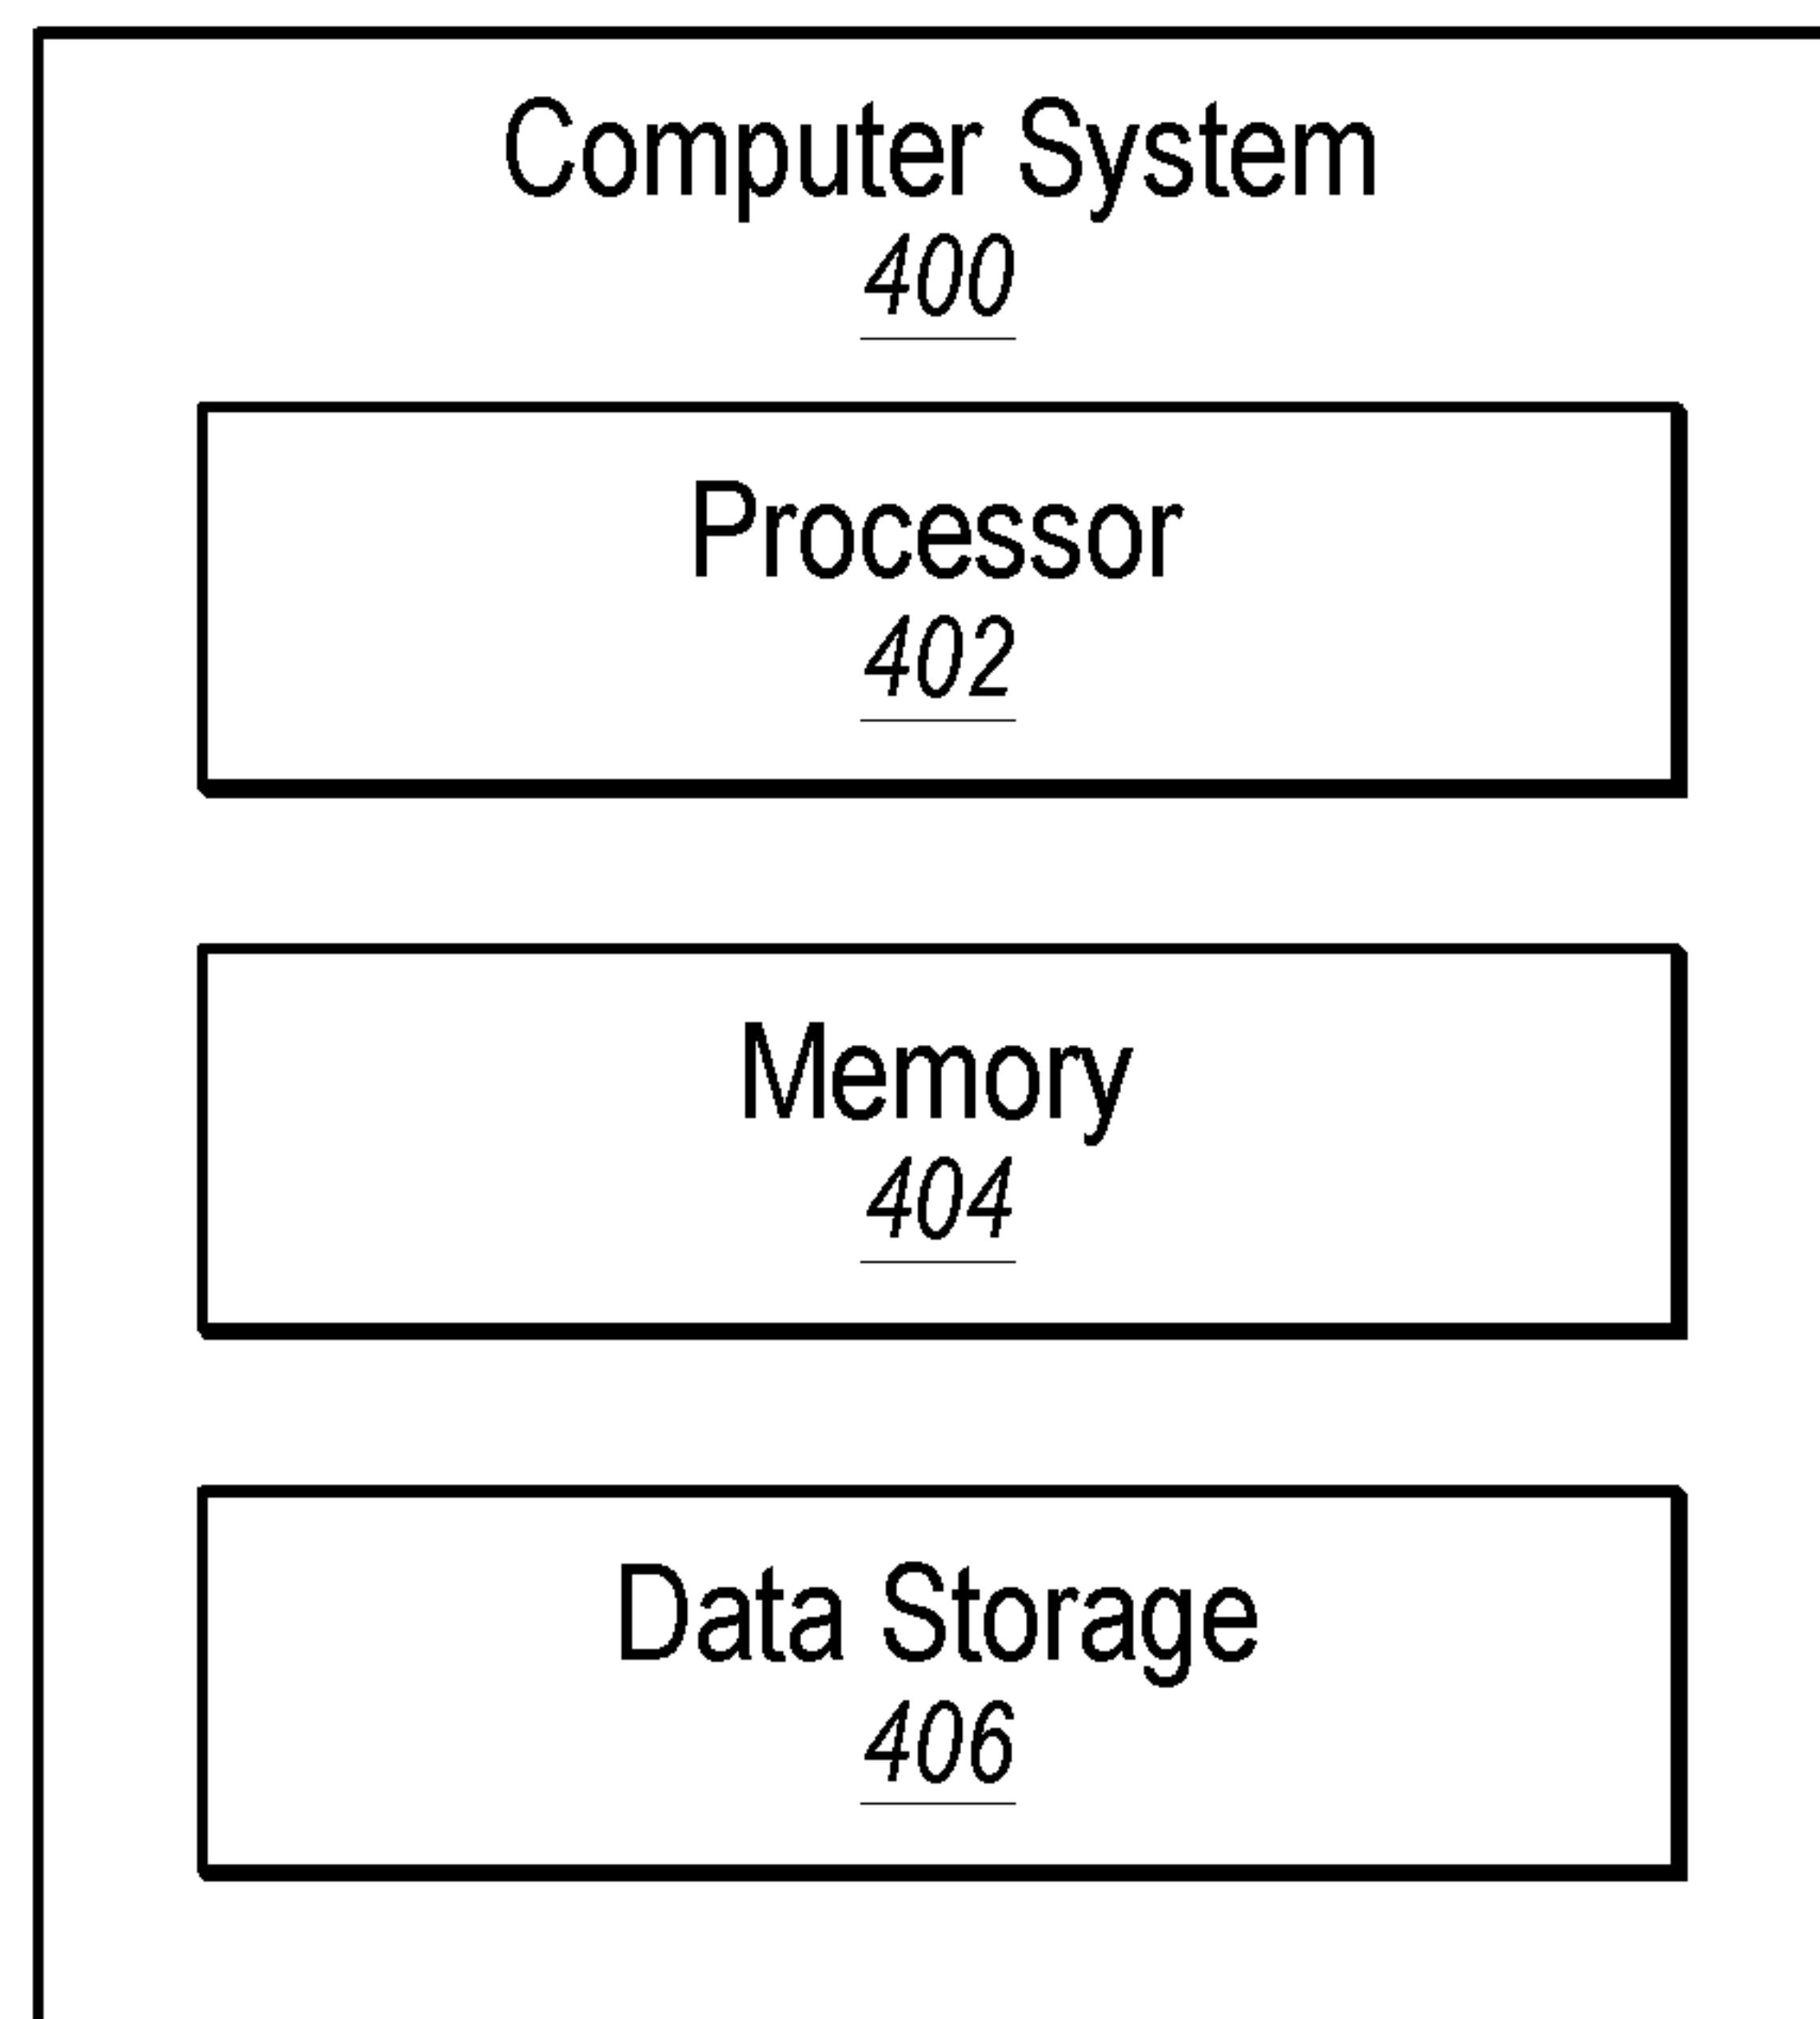 Computer System
400
Processor
402
Memory
404
Data Storage
406